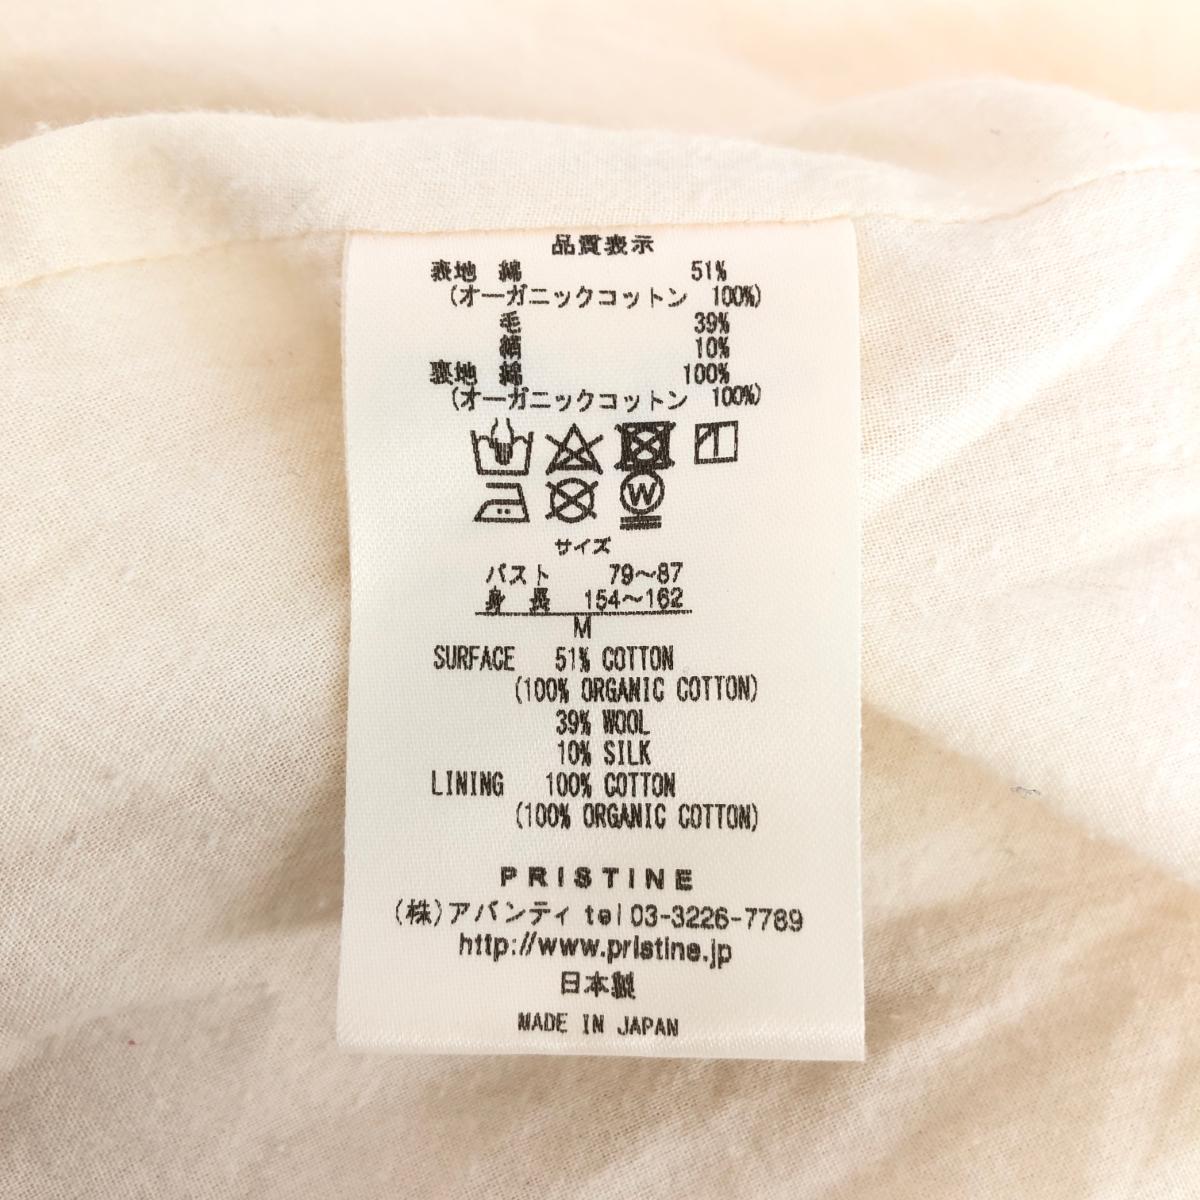 品質表示
表地 綿 51%
(オーガニックコットン 100%)
毛 39%
絹 10%
裏地 綿 100%
(オーガニックコットン 100%)
W
サイズ
バスト 79～87
身長 154～162
M
SURFACE 51% COTTON
(100% ORGANIC COTTON)
39% WOOL
10% SILK
LINING 100% COTTON
(100% ORGANIC COTTON)
PRISTINE
(株)アバンティ tel 03-3226-7789
http://www.pristine.jp
日本製
MADE IN JAPAN